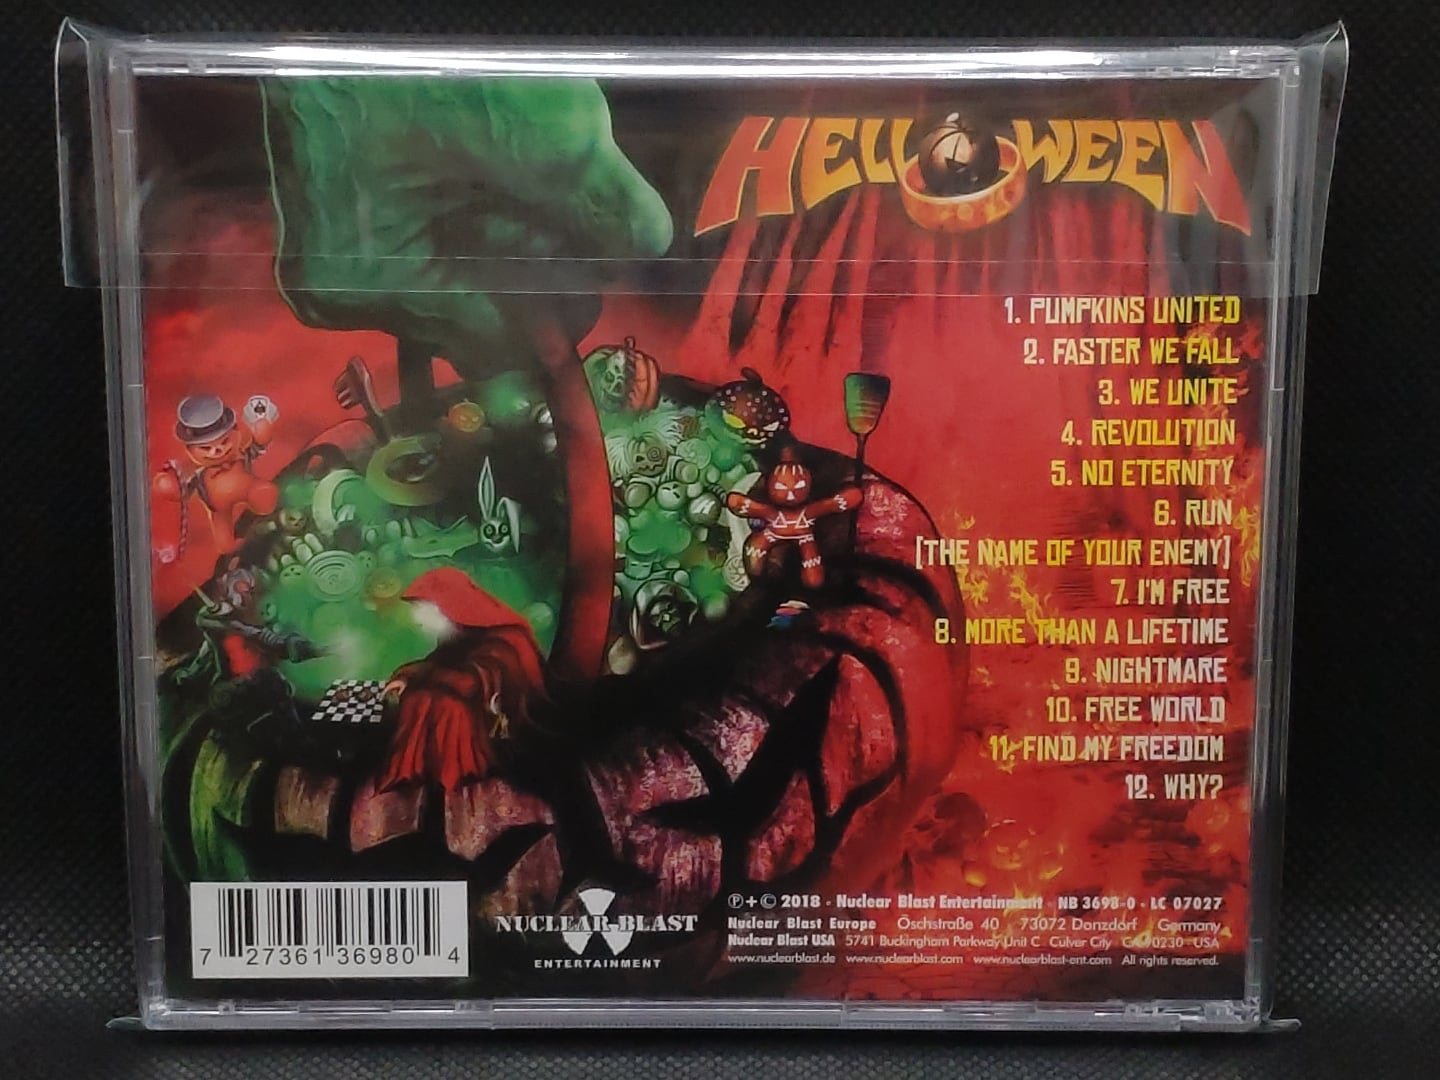 HELLOWEEN
1. PUMPKINS UNITED
2. FASTER WE FALL
3. WE UNITE
4. REVOLUTION
5. NO ETERNITY
6. RUN
[THE NAME OF YOUR ENEMY]
7. I'M FREE
8. MORE THAN A LIFETIME
9. NIGHTMARE
10. FREE WORLD
11. FIND MY FREEDOM
12. WHY?
7 27361 36980 4
NUCLEAR BLAST
ENTERTAINMENT
℗+© 2018 · Nuclear Blast Entertainment · NB 3698-0 · LC 07027
Nuclear Blast Europe Öschstraße 40 73072 Donzdorf Germany
Nuclear Blast USA 5741 Buckingham Parkway Unit C Culver City CA 90230 USA
www.nuclearblast.de www.nuclearblast.com www.nuclearblast-ent.com All rights reserved.